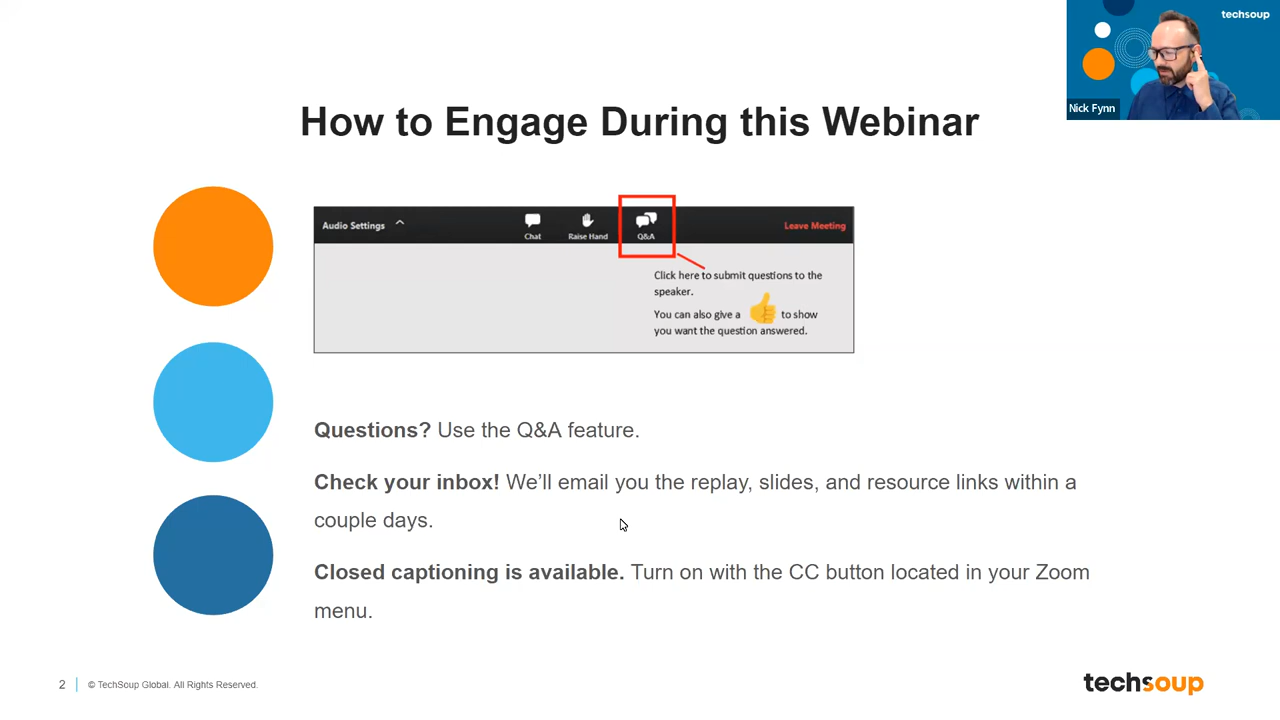 techsoup
Nick Fynn
How to Engage During this Webinar
Audio Settings
Chat
Raise Hand
Q&A
Leave Meeting
Click here to submit questions to the
speaker.
You can also give a 👍 to show
you want the question answered.
Questions? Use the Q&A feature.
Check your inbox! We’ll email you the replay, slides, and resource links within a
couple days.
Closed captioning is available. Turn on with the CC button located in your Zoom
menu.
2
© TechSoup Global. All Rights Reserved.
techsoup